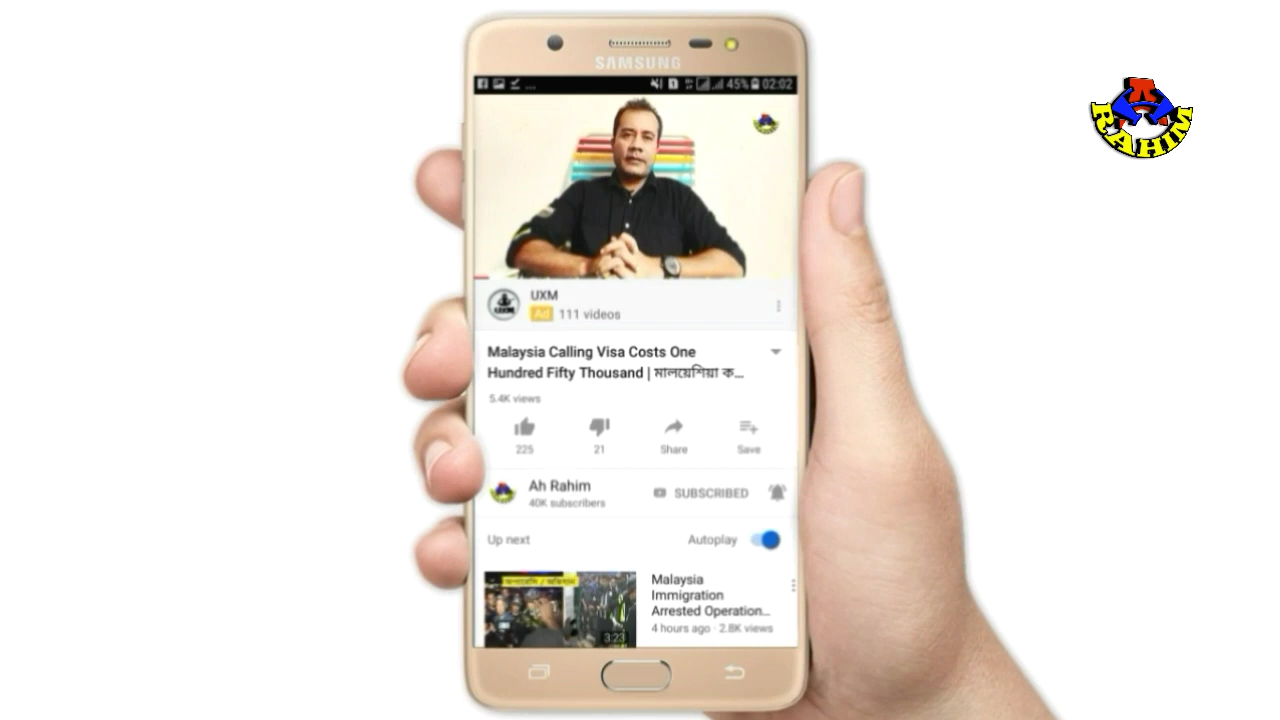 SAMSUNG
45% 02:02
RAHIM
UXM
Ad 111 videos
Malaysia Calling Visa Costs One
Hundred Fifty Thousand | মালয়েশিয়া ক...
5.4K views
225 21 Share Save
Ah Rahim
40K subscribers
SUBSCRIBED
Up next Autoplay
অপারেসি / অভিযান
Malaysia
Immigration
Arrested Operation...
4 hours ago · 2.8K views
3:23